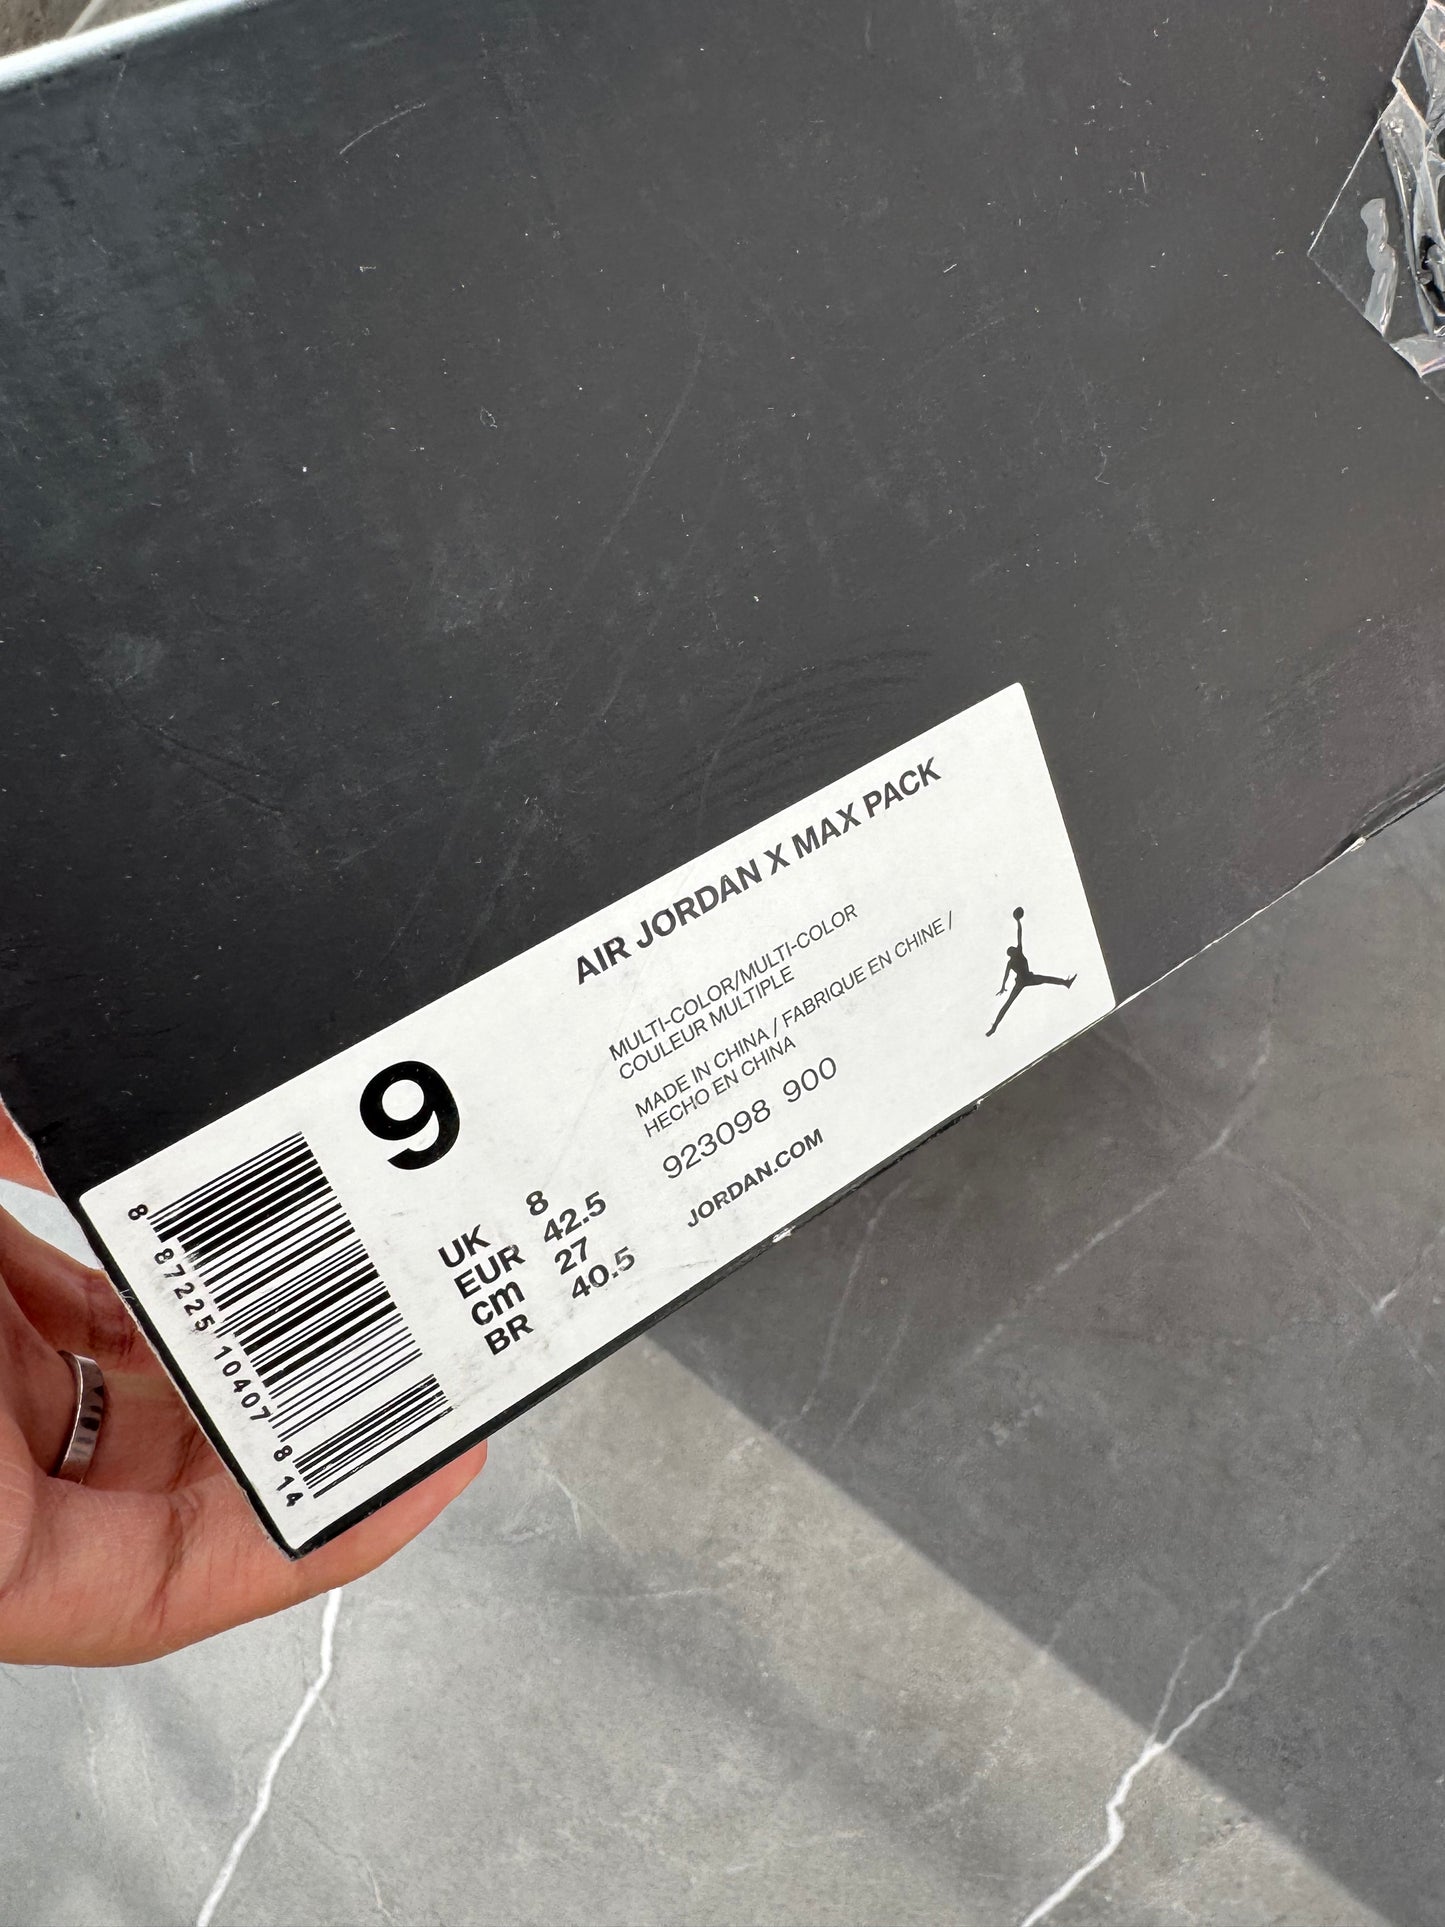 AIR JORDAN X MAX PACK
MULTI-COLOR/MULTI-COLOR
COULEUR MULTIPLE
MADE IN CHINA / FABRIQUE EN CHINE /
HECHO EN CHINA
923098 900
JORDAN.COM
9
UK 8
EUR 42.5
cm 27
BR 40.5
8 87225 10407 8 14